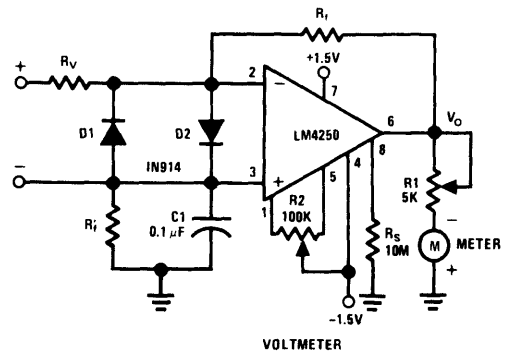 Rf
+1.5V
+
RV
2
−
7
6
VO
D1
D2
LM4250
8
−
IN914
3
+
5
4
1
R2
100K
R1
5K
R'f
C1
0.1 µF
RS
10M
−
M
METER
+
−1.5V
VOLTMETER